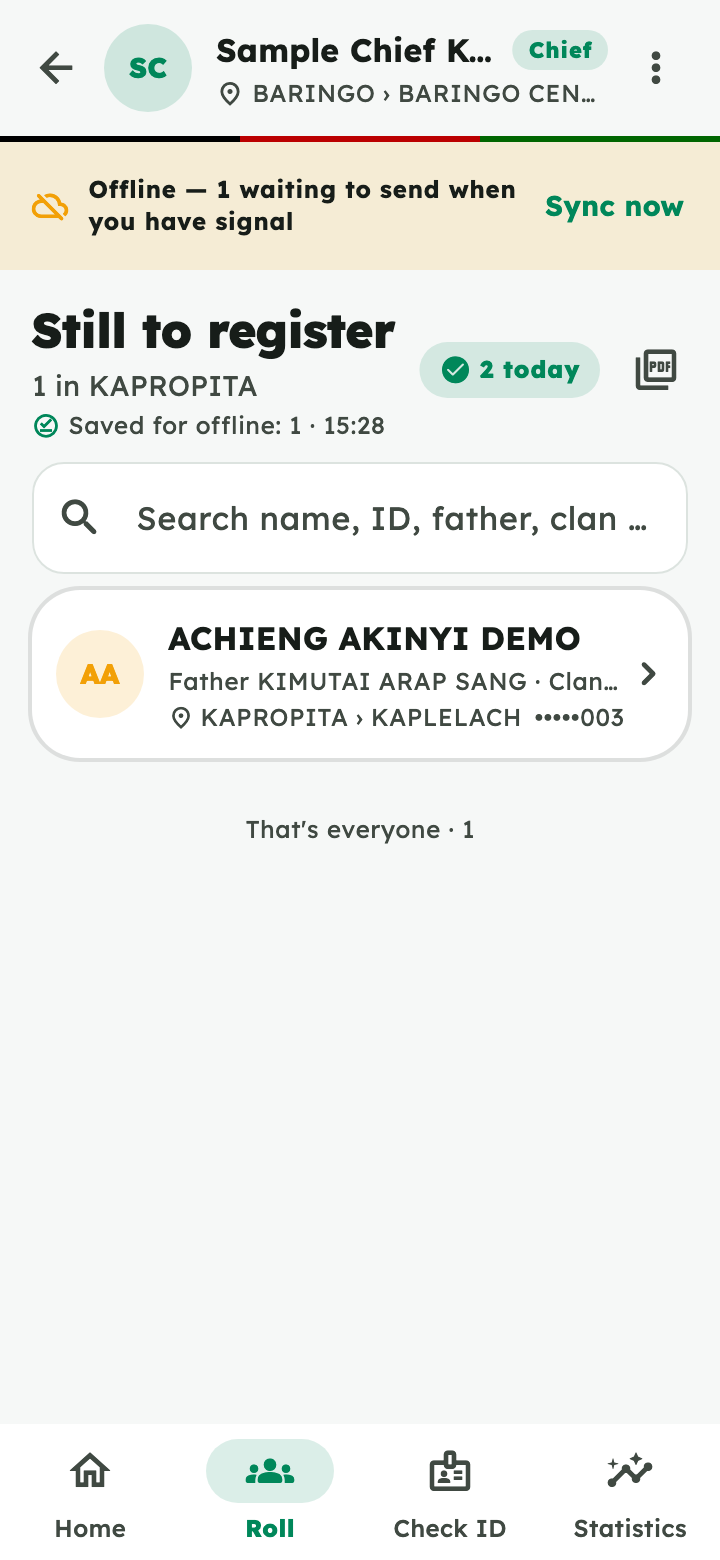 SC
Sample Chief K...
Chief
BARINGO › BARINGO CEN...
Offline — 1 waiting to send when
you have signal
Sync now
Still to register
1 in KAPROPITA
Saved for offline: 1 · 15:28
2 today
PDF
Search name, ID, father, clan ...
AA
ACHIENG AKINYI DEMO
Father KIMUTAI ARAP SANG · Clan...
KAPROPITA › KAPLELACH •••••003
That's everyone · 1
Home
Roll
Check ID
Statistics